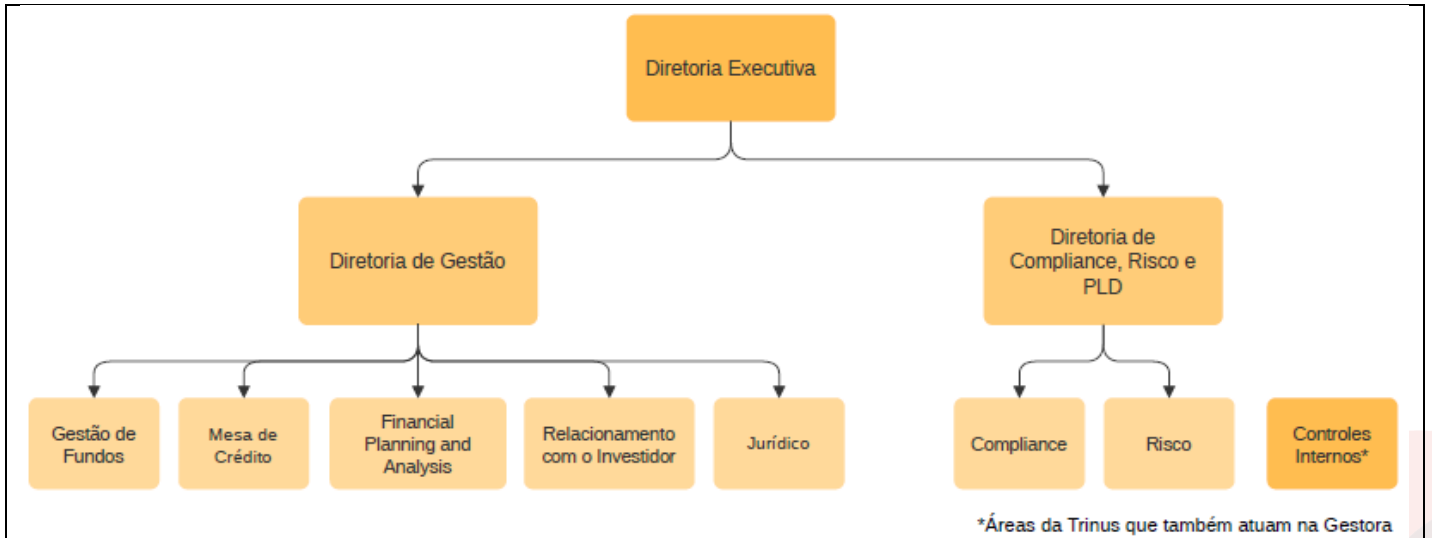 Diretoria Executiva
Diretoria de Gestão
Diretoria de
Compliance, Risco e
PLD
Gestão de
Fundos
Mesa de
Crédito
Financial
Planning and
Analysis
Relacionamento
com o Investidor
Jurídico
Compliance
Risco
Controles
Internos*
*Áreas da Trinus que também atuam na Gestora